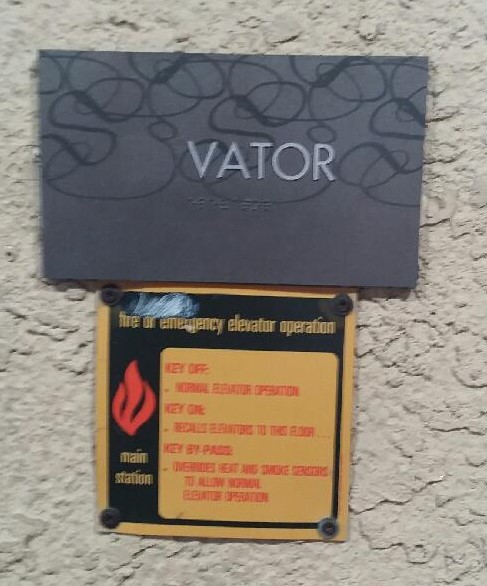 VATOR
fire or emergency elevator operation
KEY OFF:
- NORMAL ELEVATOR OPERATION
KEY ON:
- RECALLS ELEVATORS TO THIS FLOOR . . .
KEY BY-PASS:
- OVERRIDES HEAT AND SMOKE SENSORS
TO ALLOW NORMAL
ELEVATOR OPERATION
main
station